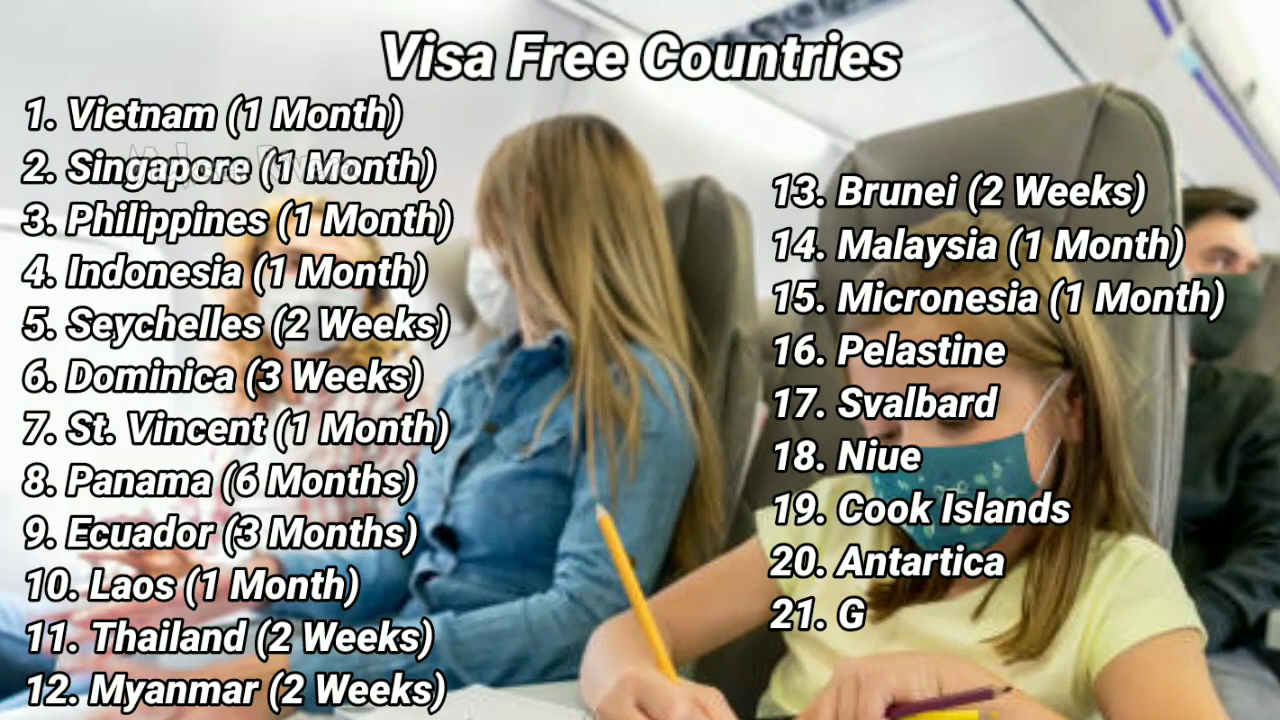 Visa Free Countries
1. Vietnam (1 Month)
2. Singapore (1 Month)
3. Philippines (1 Month)
4. Indonesia (1 Month)
5. Seychelles (2 Weeks)
6. Dominica (3 Weeks)
7. St. Vincent (1 Month)
8. Panama (6 Months)
9. Ecuador (3 Months)
10. Laos (1 Month)
11. Thailand (2 Weeks)
12. Myanmar (2 Weeks)
13. Brunei (2 Weeks)
14. Malaysia (1 Month)
15. Micronesia (1 Month)
16. Pelastine
17. Svalbard
18. Niue
19. Cook Islands
20. Antartica
21. G